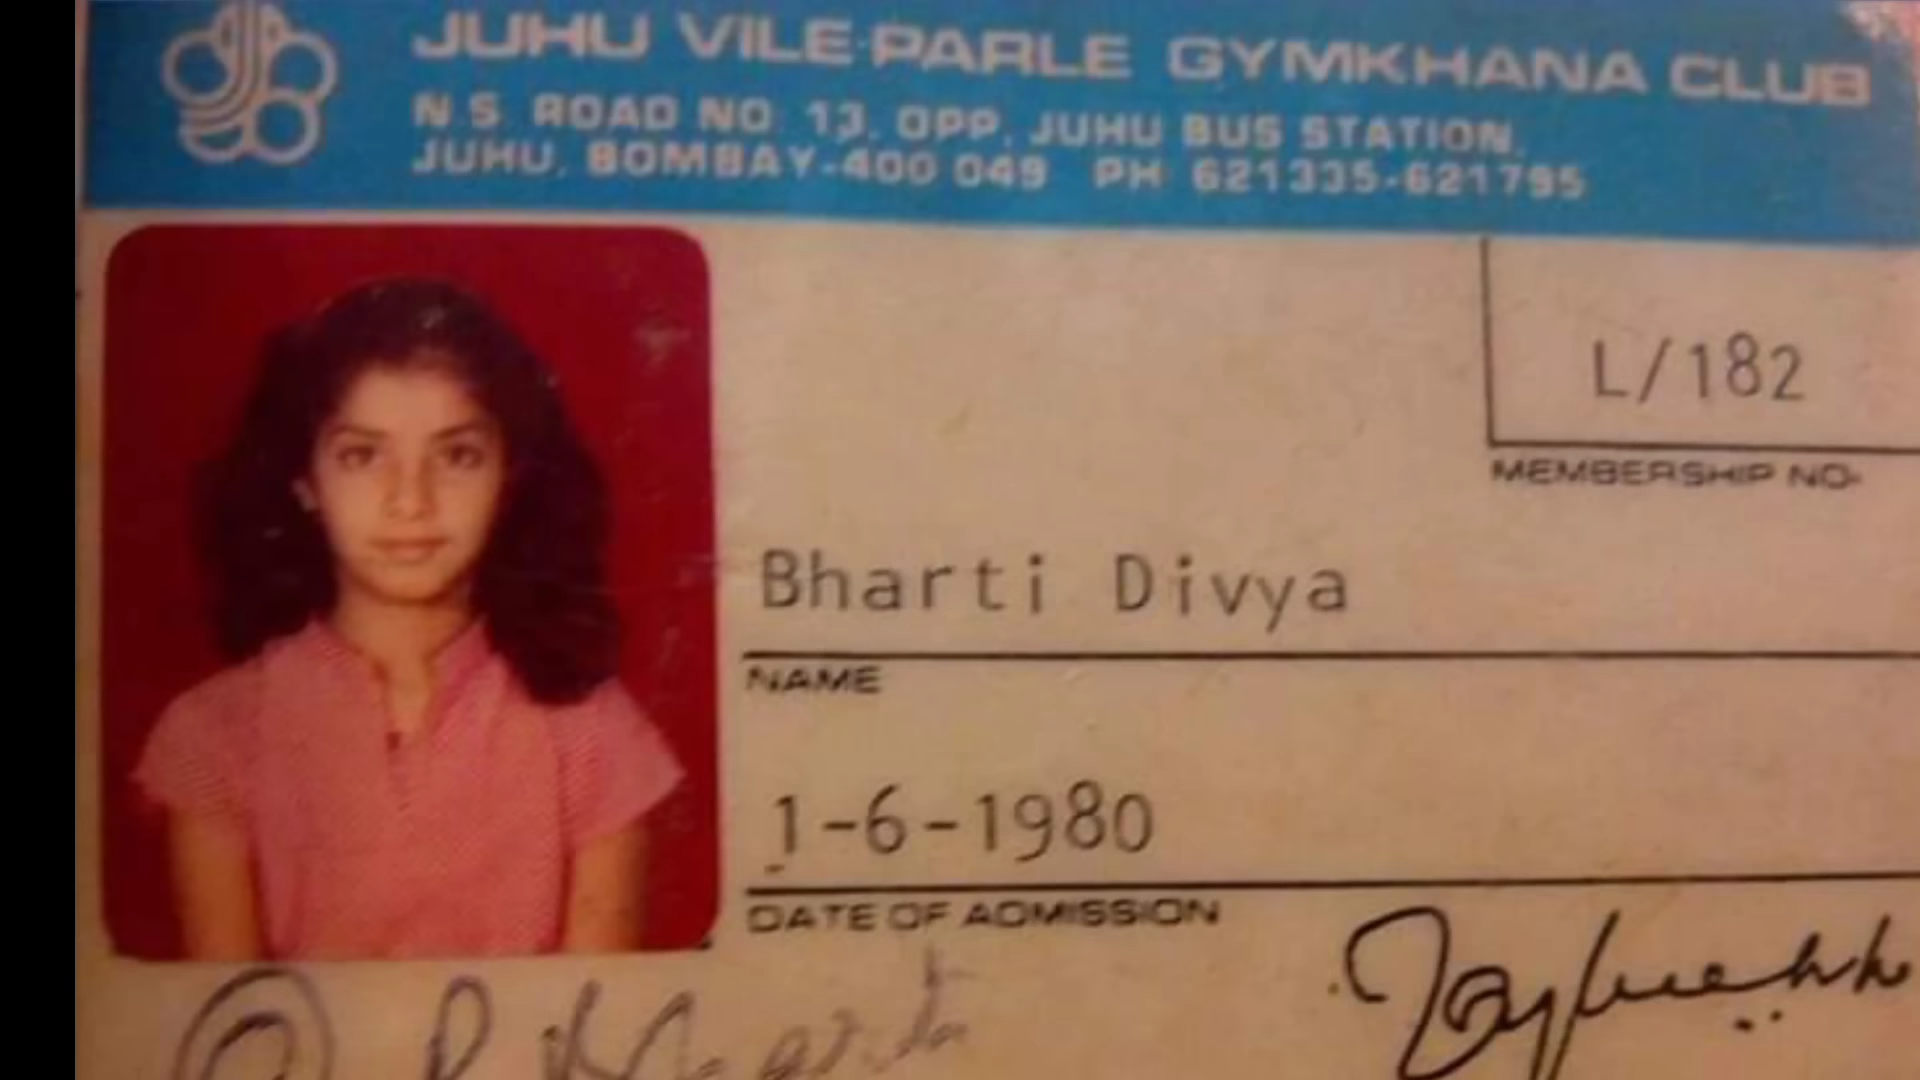 JUHU VILE PARLE GYMKHANA CLUB
N.S. ROAD NO. 13, OPP. JUHU BUS STATION,
JUHU, BOMBAY-400 049 PH 621335-621795
L/182
MEMBERSHIP NO.
Bharti Divya
NAME
1-6-1980
DATE OF ADMISSION